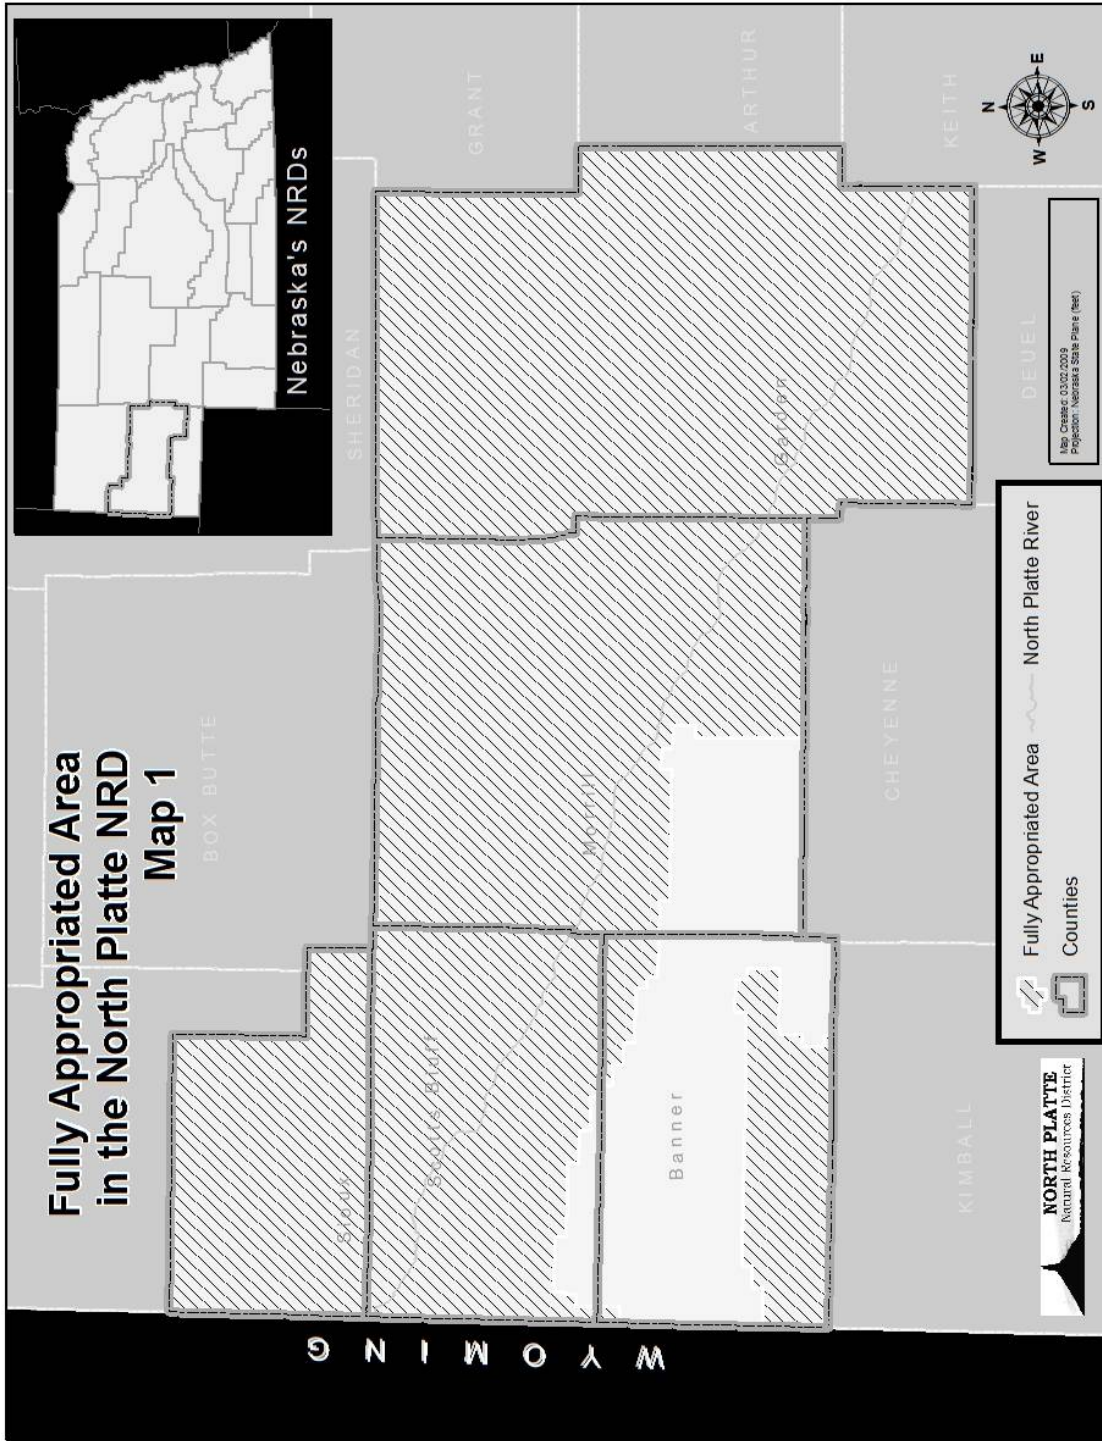 Fully Appropriated Area
in the North Platte NRD
Map 1
Nebraska's NRDs
WYOMING
BOX BUTTE
SHERIDAN
GRANT
ARTHUR
KEITH
DEUEL
CHEYENNE
KIMBALL
Sioux
Scotts Bluff
Banner
Morrill
Garden
N
W
E
S
NORTH PLATTE
Natural Resources District
Fully Appropriated Area
North Platte River
Counties
Map Created: 03/02/2009
Projection: Nebraska State Plane (feet)